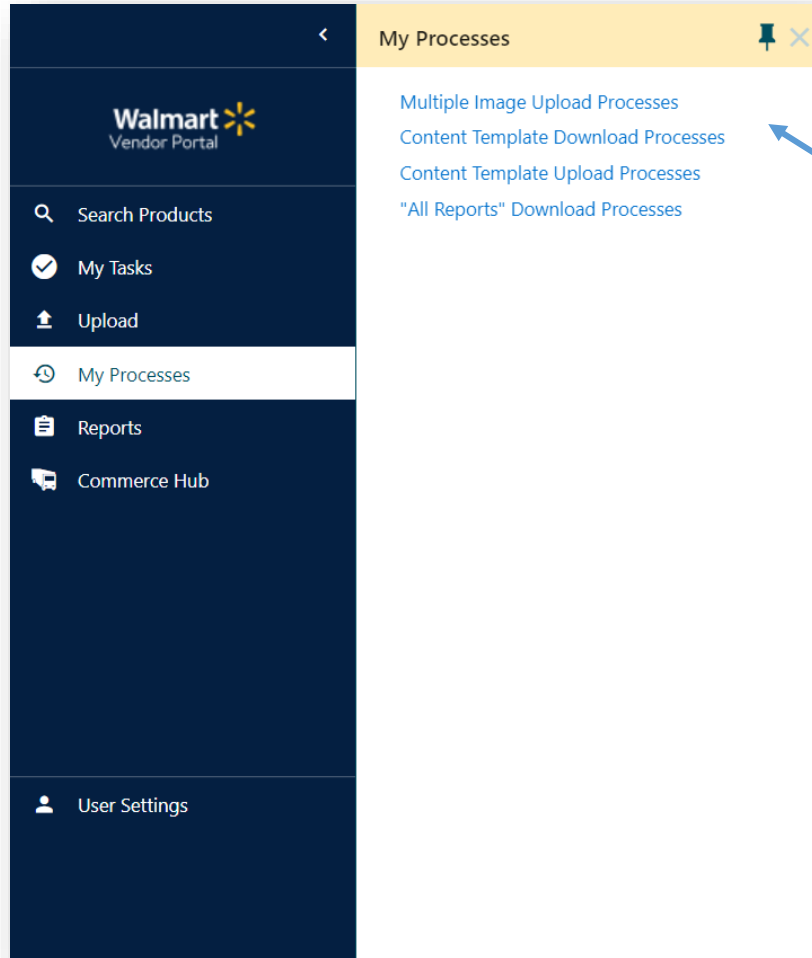 Walmart
Vendor Portal
Search Products
My Tasks
Upload
My Processes
Reports
Commerce Hub
User Settings
My Processes
Multiple Image Upload Processes
Content Template Download Processes
Content Template Upload Processes
"All Reports" Download Processes